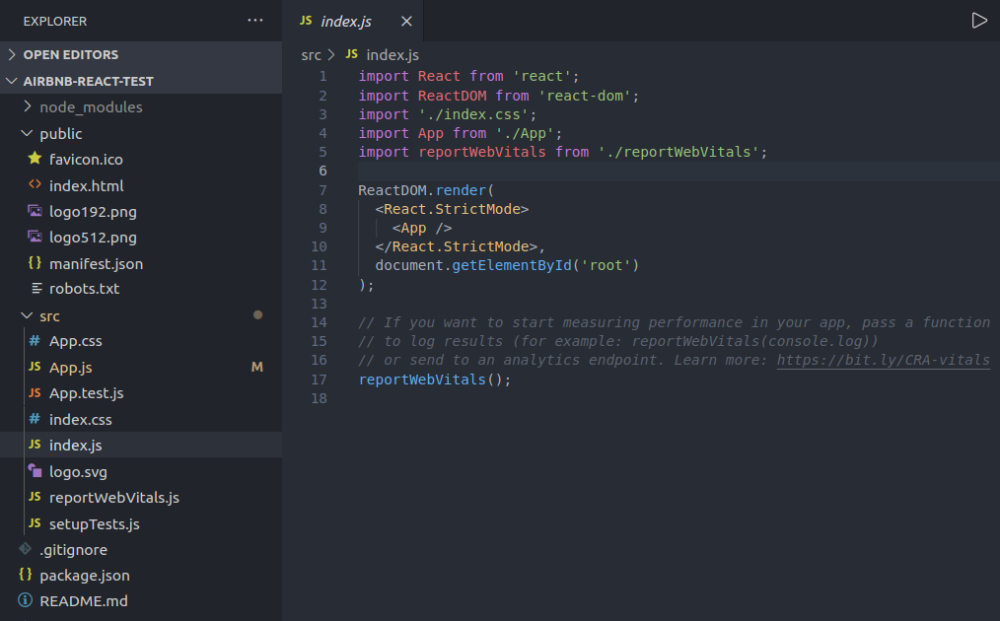 EXPLORER
OPEN EDITORS
AIRBNB-REACT-TEST
node_modules
public
favicon.ico
<> index.html
logo192.png
logo512.png
{} manifest.json
robots.txt
src
# App.css
JS App.js M
JS App.test.js
# index.css
JS index.js
logo.svg
JS reportWebVitals.js
JS setupTests.js
.gitignore
{} package.json
README.md
JS index.js
src > JS index.js
1 import React from 'react';
2 import ReactDOM from 'react-dom';
3 import './index.css';
4 import App from './App';
5 import reportWebVitals from './reportWebVitals';
6
7 ReactDOM.render(
8 <React.StrictMode>
9 <App />
10 </React.StrictMode>,
11 document.getElementById('root')
12 );
13
14 // If you want to start measuring performance in your app, pass a function
15 // to log results (for example: reportWebVitals(console.log))
16 // or send to an analytics endpoint. Learn more: https://bit.ly/CRA-vitals
17 reportWebVitals();
18